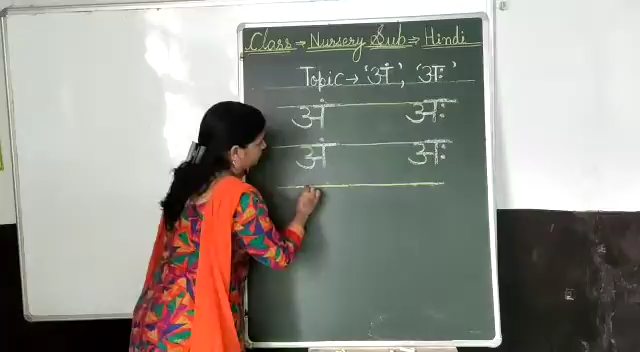 Class → Nursery Sub → Hindi
Topic → 'अं', 'अः'
अं अः
अं अः